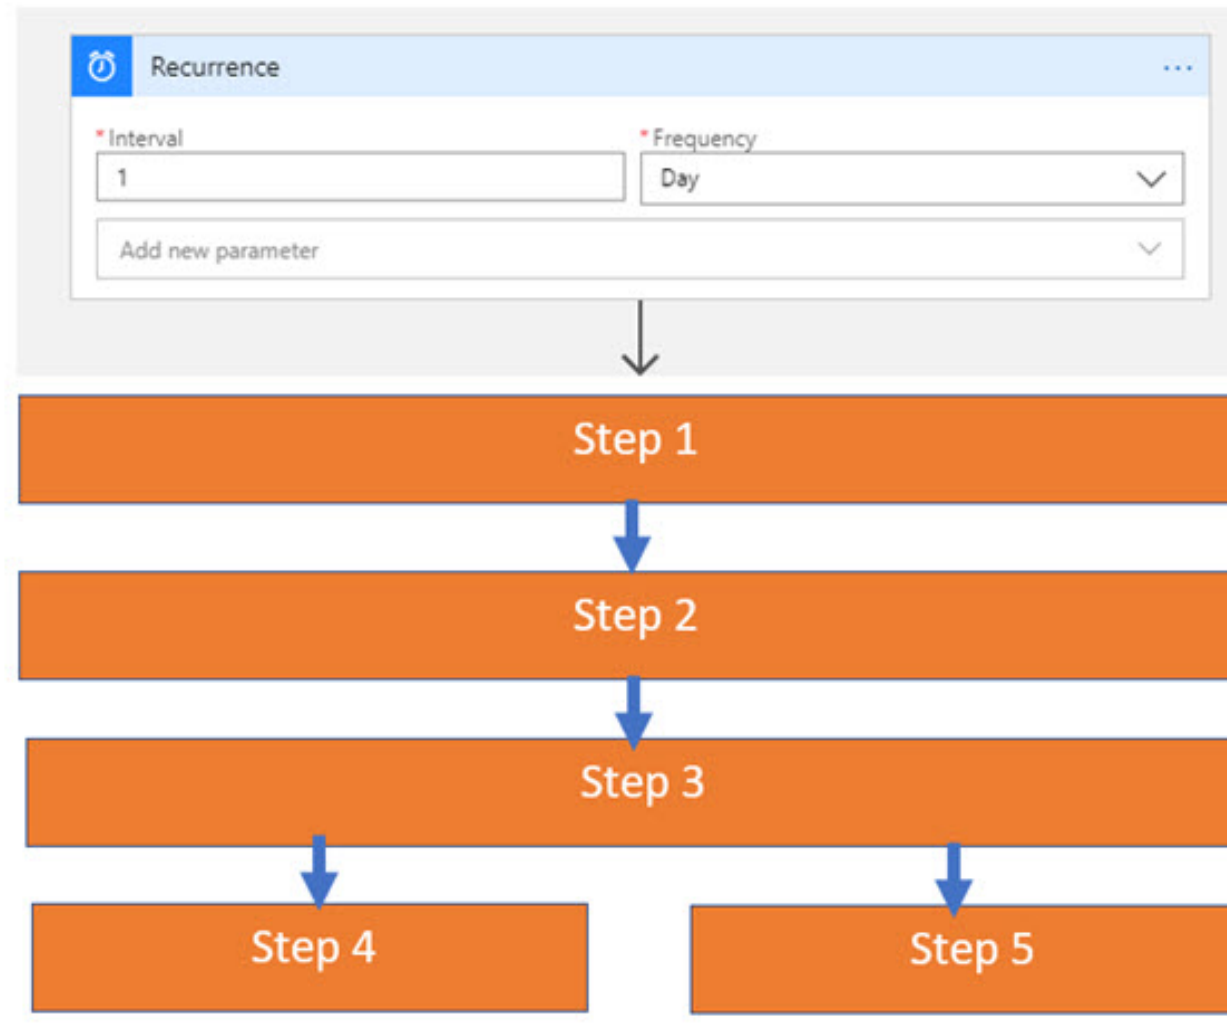 Recurrence ...
* Interval * Frequency
1 Day
Add new parameter
Step 1
Step 2
Step 3
Step 4 Step 5